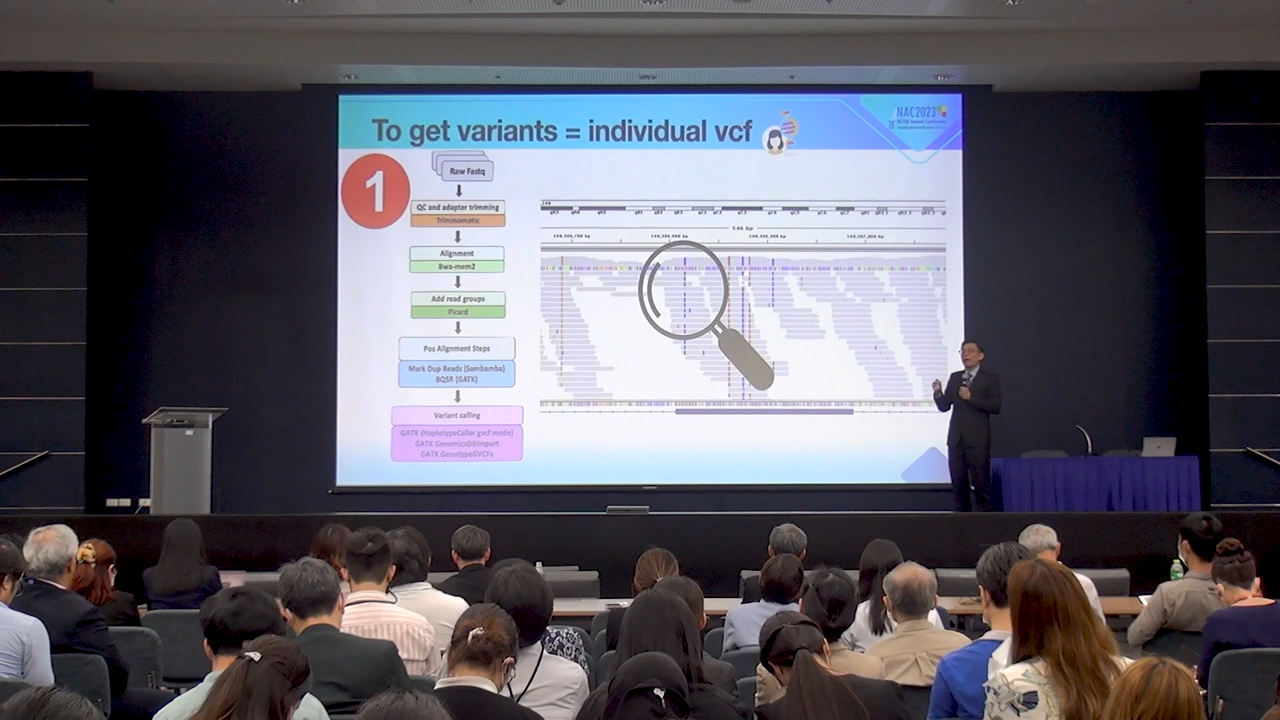 To get variants = individual vcf
NAC2023
1
Raw Fastq
QC and adapter trimming
Trimmomatic
Alignment
Bwa-mem2
Add read groups
Picard
Pos Alignment Steps
Mark Dup Reads (Sambamba)
BQSR (GATK)
Variant calling
GATK (HaplotypeCaller gvcf mode)
GATK GenomicsDBImport
GATK GenotypeGVCFs
546 bp